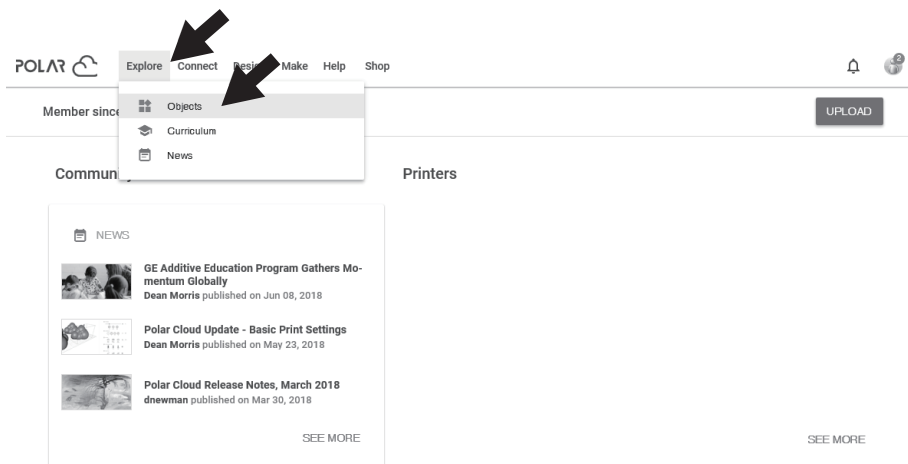 POLAR
Explore Connect Make Help Shop
2
Objects
Member since
UPLOAD
Curriculum
News
Printers
NEWS
GE Additive Education Program Gathers Mo-
mentum Globally
Dean Morris published on Jun 08, 2018
Polar Cloud Update - Basic Print Settings
Dean Morris published on May 23, 2018
Polar Cloud Release Notes, March 2018
dnewman published on Mar 30, 2018
SEE MORE
SEE MORE